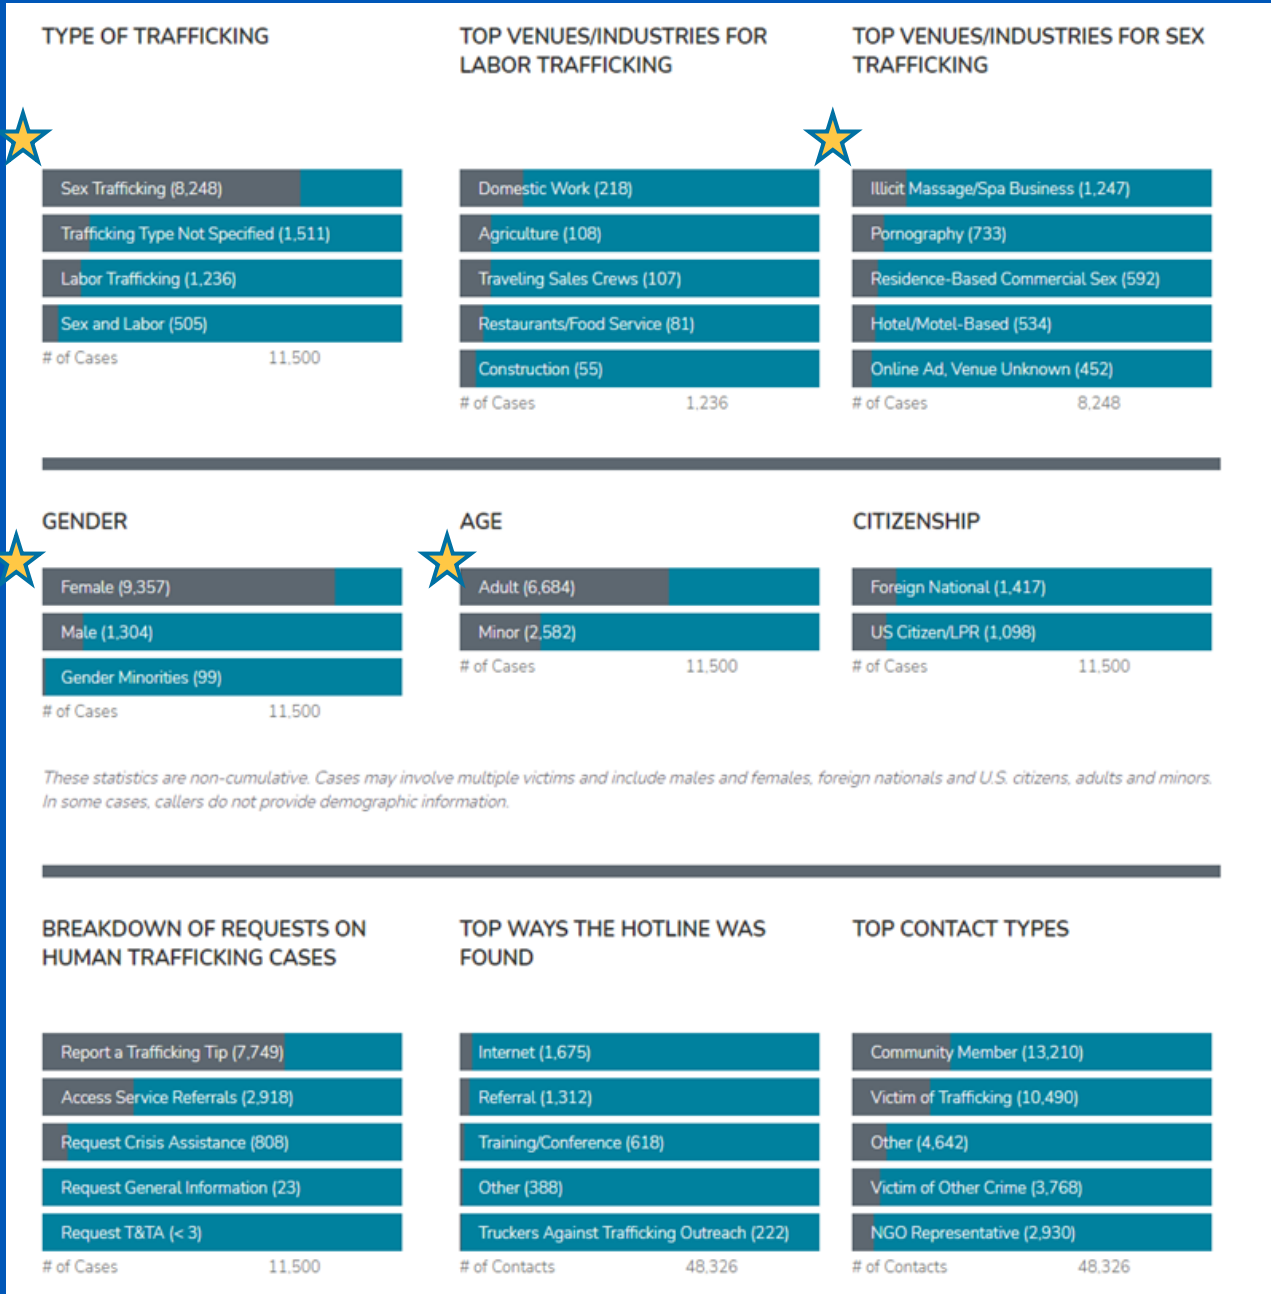 TYPE OF TRAFFICKING
Sex Trafficking (8,248)
Trafficking Type Not Specified (1,511)
Labor Trafficking (1,236)
Sex and Labor (505)
# of Cases 11,500
TOP VENUES/INDUSTRIES FOR
LABOR TRAFFICKING
Domestic Work (218)
Agriculture (108)
Traveling Sales Crews (107)
Restaurants/Food Service (81)
Construction (55)
# of Cases 1,236
TOP VENUES/INDUSTRIES FOR SEX
TRAFFICKING
Illicit Massage/Spa Business (1,247)
Pornography (733)
Residence-Based Commercial Sex (592)
Hotel/Motel-Based (534)
Online Ad, Venue Unknown (452)
# of Cases 8,248
GENDER
Female (9,357)
Male (1,304)
Gender Minorities (99)
# of Cases 11,500
AGE
Adult (6,684)
Minor (2,582)
# of Cases 11,500
CITIZENSHIP
Foreign National (1,417)
US Citizen/LPR (1,098)
# of Cases 11,500
These statistics are non-cumulative. Cases may involve multiple victims and include males and females, foreign nationals and U.S. citizens, adults and minors.
In some cases, callers do not provide demographic information.
BREAKDOWN OF REQUESTS ON
HUMAN TRAFFICKING CASES
Report a Trafficking Tip (7,749)
Access Service Referrals (2,918)
Request Crisis Assistance (808)
Request General Information (23)
Request T&TA (< 3)
# of Cases 11,500
TOP WAYS THE HOTLINE WAS
FOUND
Internet (1,675)
Referral (1,312)
Training/Conference (618)
Other (388)
Truckers Against Trafficking Outreach (222)
# of Contacts 48,326
TOP CONTACT TYPES
Community Member (13,210)
Victim of Trafficking (10,490)
Other (4,642)
Victim of Other Crime (3,768)
NGO Representative (2,930)
# of Contacts 48,326